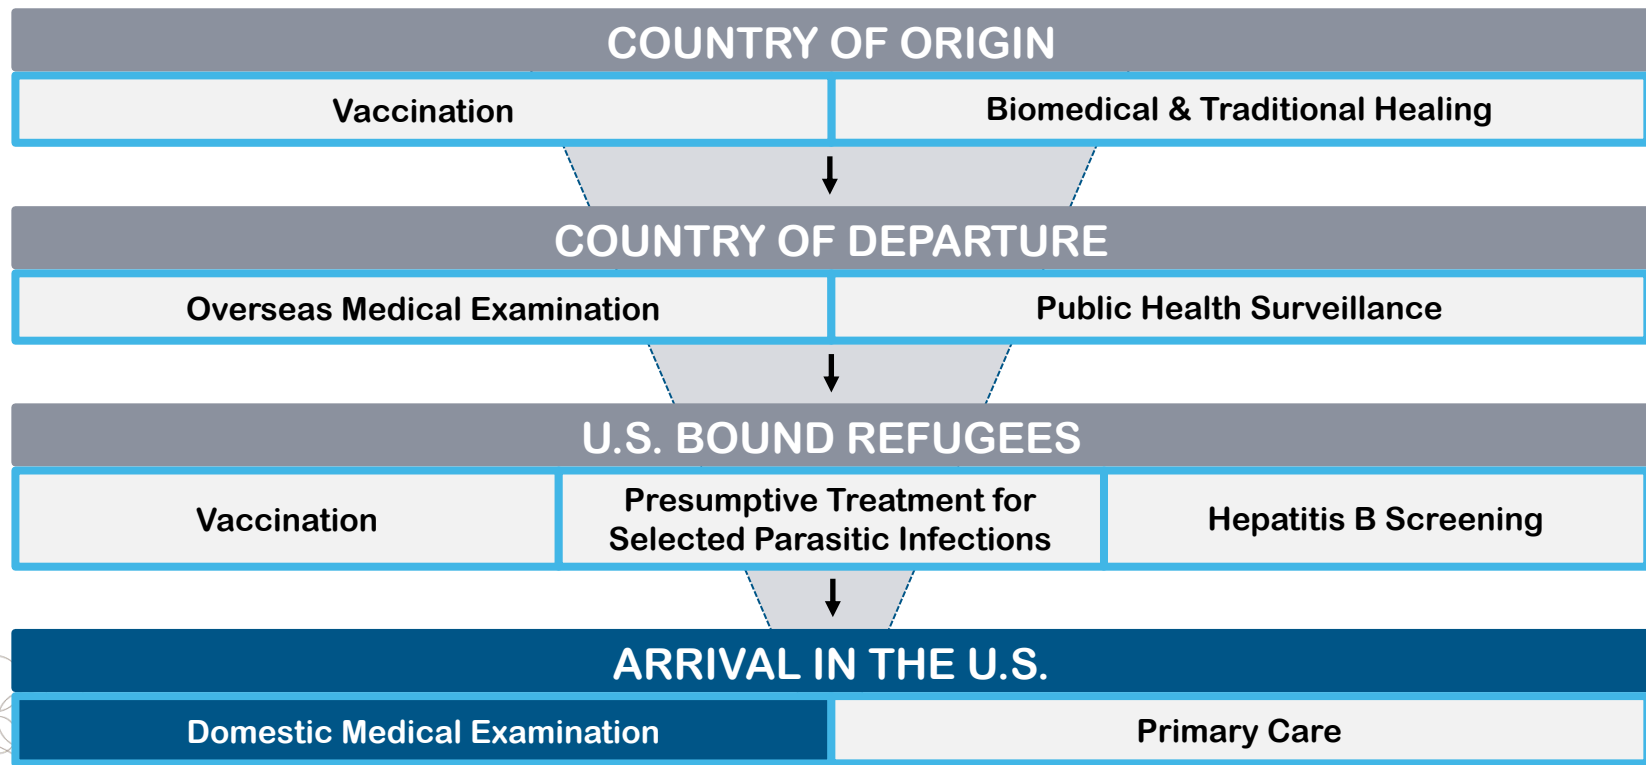 COUNTRY OF ORIGIN
Vaccination
Biomedical & Traditional Healing
COUNTRY OF DEPARTURE
Overseas Medical Examination
Public Health Surveillance
U.S. BOUND REFUGEES
Vaccination
Presumptive Treatment for
Selected Parasitic Infections
Hepatitis B Screening
ARRIVAL IN THE U.S.
Domestic Medical Examination
Primary Care